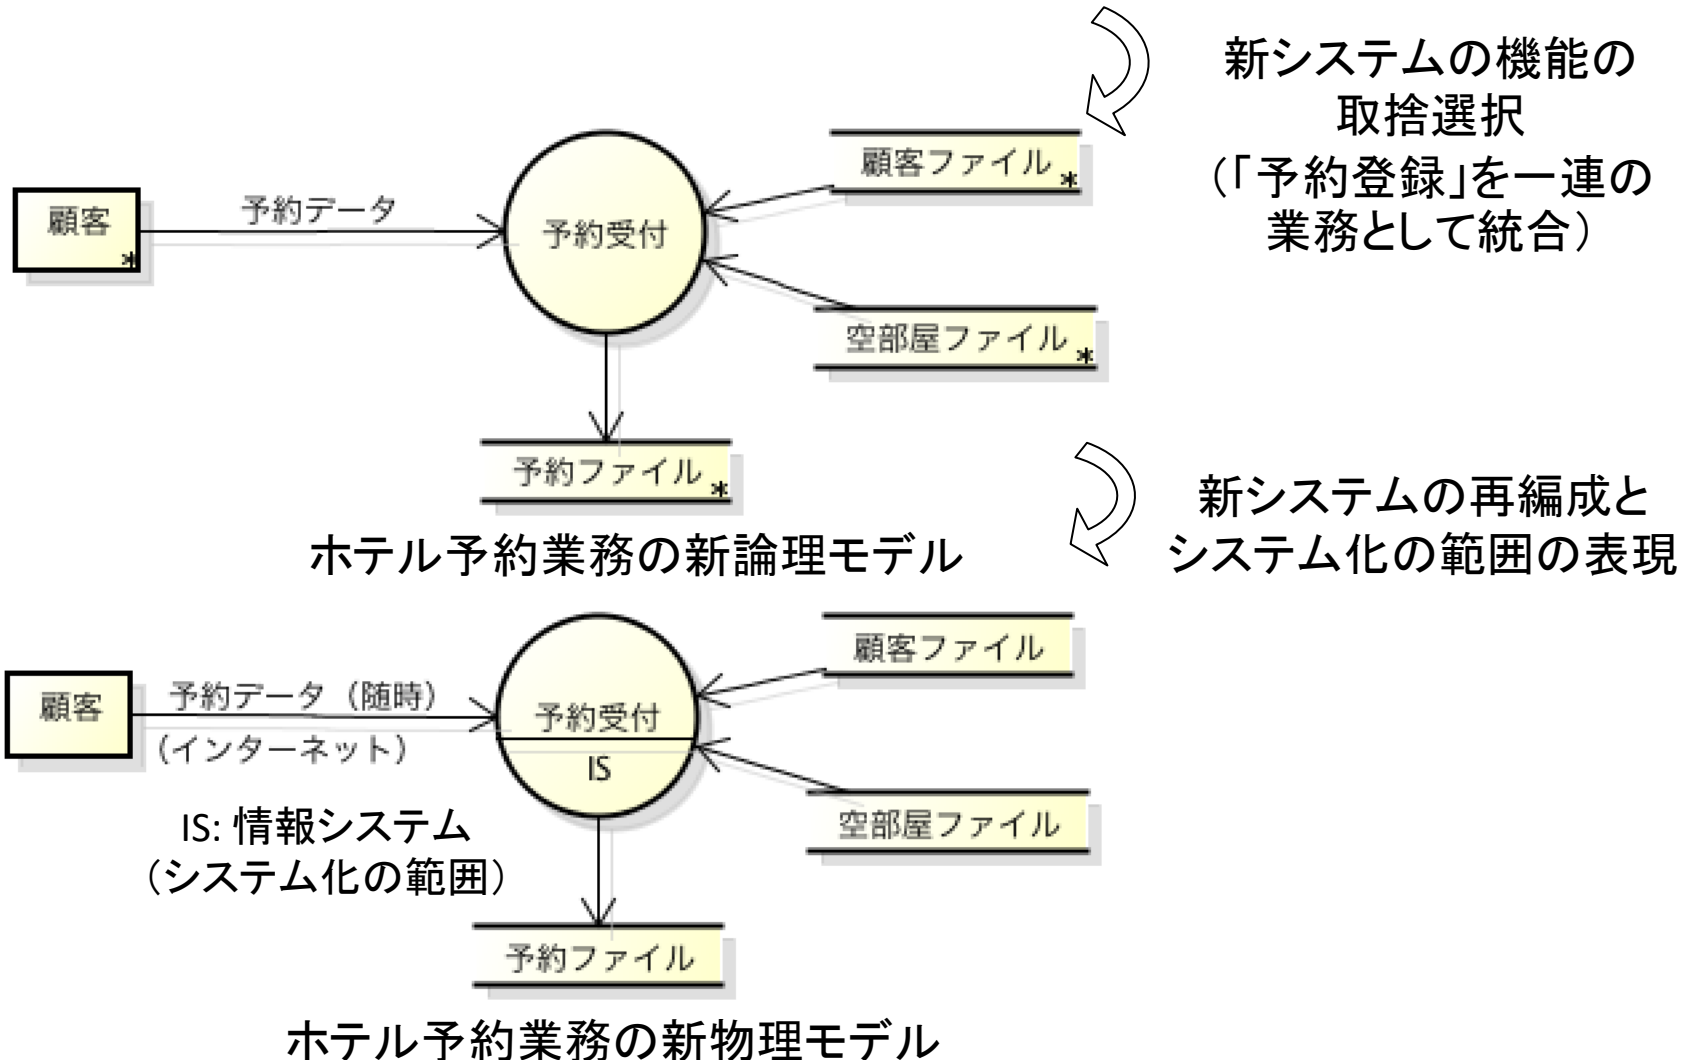 新システムの機能の
取捨選択
（「予約登録」を一連の
業務として統合）
顧客ファイル *
顧客 *
予約データ
予約受付
空部屋ファイル *
予約ファイル *
ホテル予約業務の新論理モデル
新システムの再編成と
システム化の範囲の表現
顧客ファイル
顧客
予約データ（随時）
（インターネット）
予約受付
IS
空部屋ファイル
IS: 情報システム
（システム化の範囲）
予約ファイル
ホテル予約業務の新物理モデル